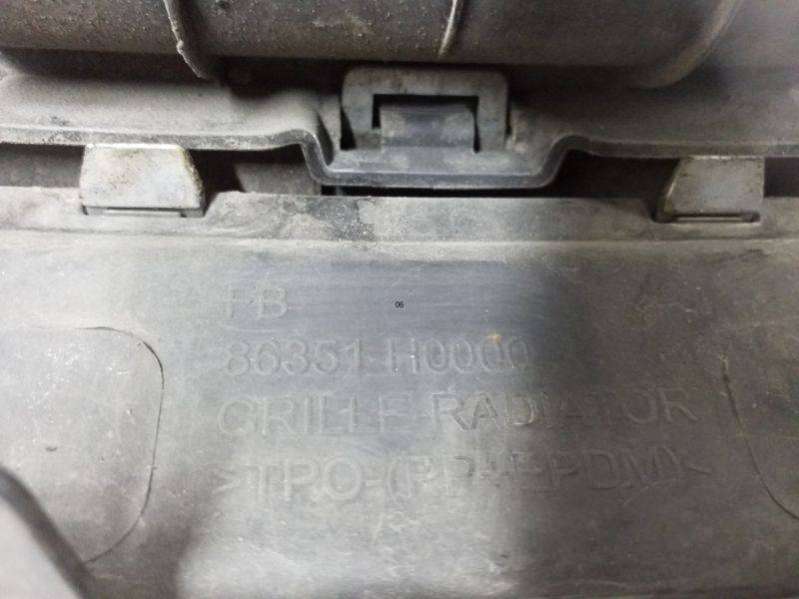 FB
06
86351-H0000
GRILLE-RADIATOR
>TPO-(PP+EPDM)<